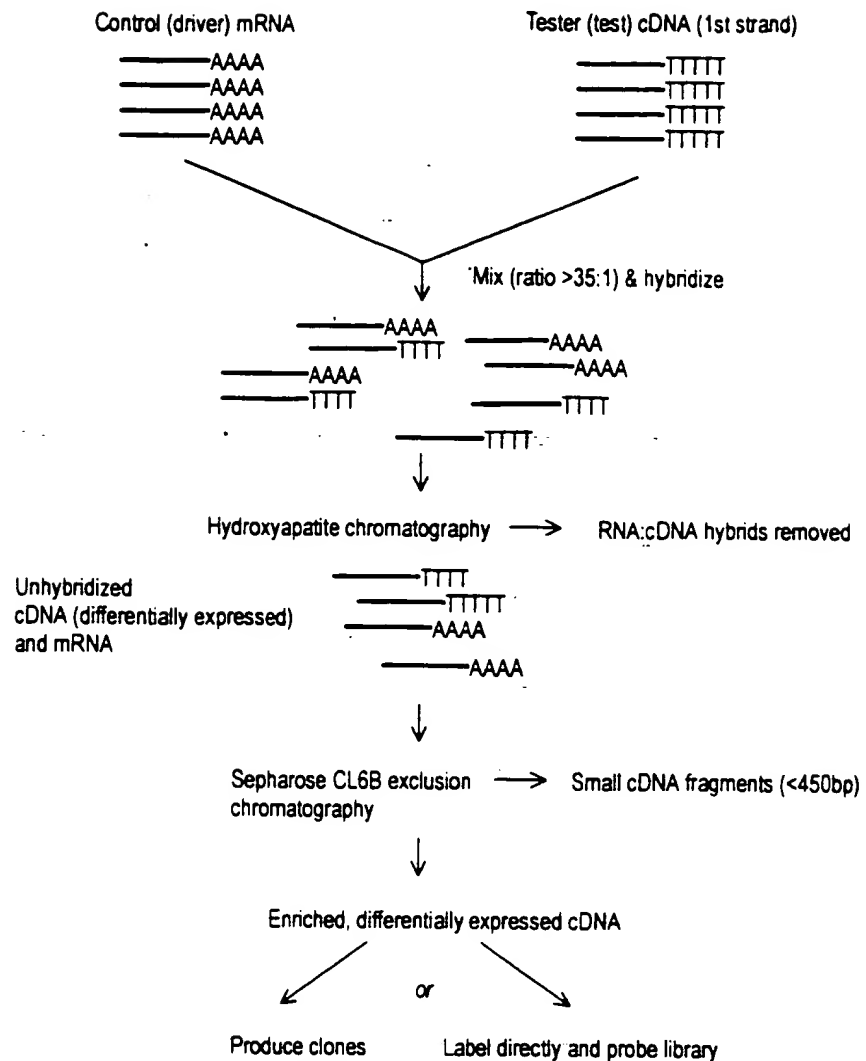 Control (driver) mRNA
Tester (test) cDNA (1st strand)
AAAA
TTTTT
AAAA
TTTTT
AAAA
TTTTT
AAAA
TTTTT
Mix (ratio >35:1) & hybridize
AAAA
TTTT
AAAA
AAAA
AAAA
TTTT
TTTT
TTTT
Hydroxyapatite chromatography
RNA:cDNA hybrids removed
Unhybridized
cDNA (differentially expressed)
and mRNA
TTTT
TTTTT
AAAA
AAAA
Sepharose CL6B exclusion
chromatography
Small cDNA fragments (<450bp)
Enriched, differentially expressed cDNA
or
Produce clones
Label directly and probe library